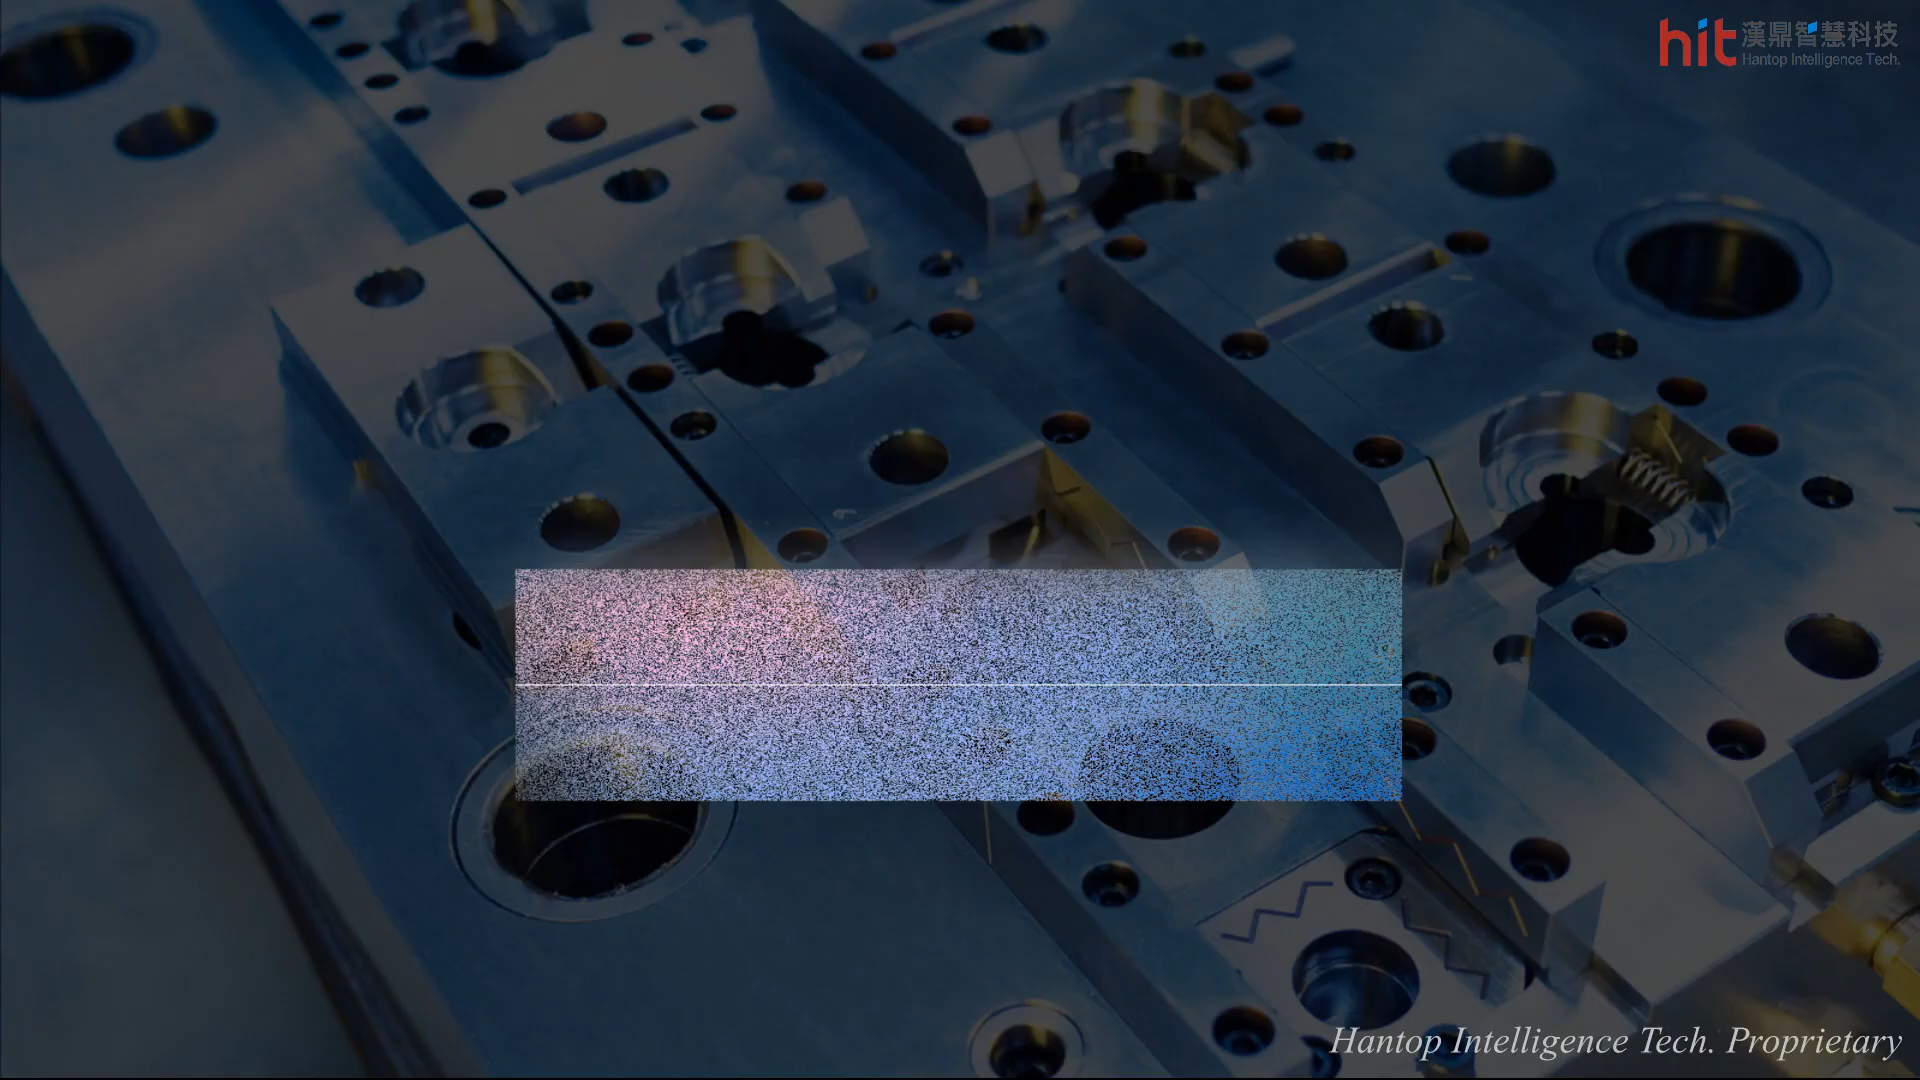 hit 漢鼎智慧科技
Hantop Intelligence Tech.
Hantop Intelligence Tech. Proprietary